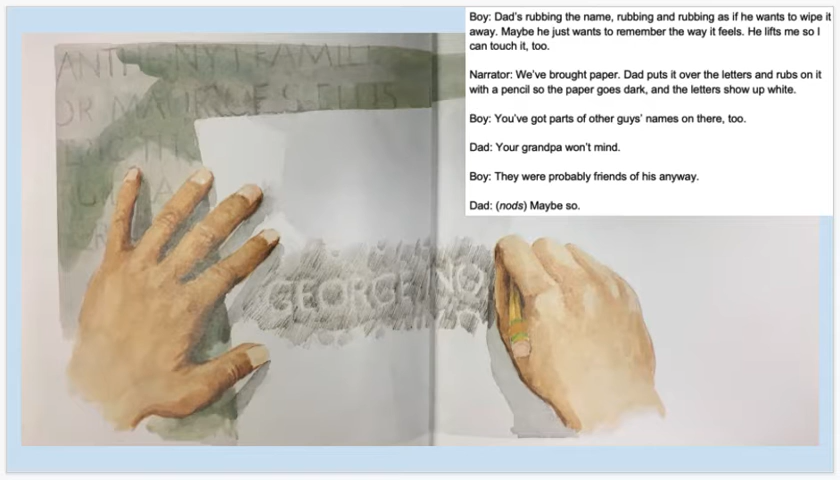 Boy: Dad's rubbing the name, rubbing and rubbing as if he wants to wipe it
away. Maybe he just wants to remember the way it feels. He lifts me so I
can touch it, too.
Narrator: We've brought paper. Dad puts it over the letters and rubs on it
with a pencil so the paper goes dark, and the letters show up white.
Boy: You've got parts of other guys' names on there, too.
Dad: Your grandpa won't mind.
Boy: They were probably friends of his anyway.
Dad: (nods) Maybe so.
MAURICE S ELLIS
GEORGE